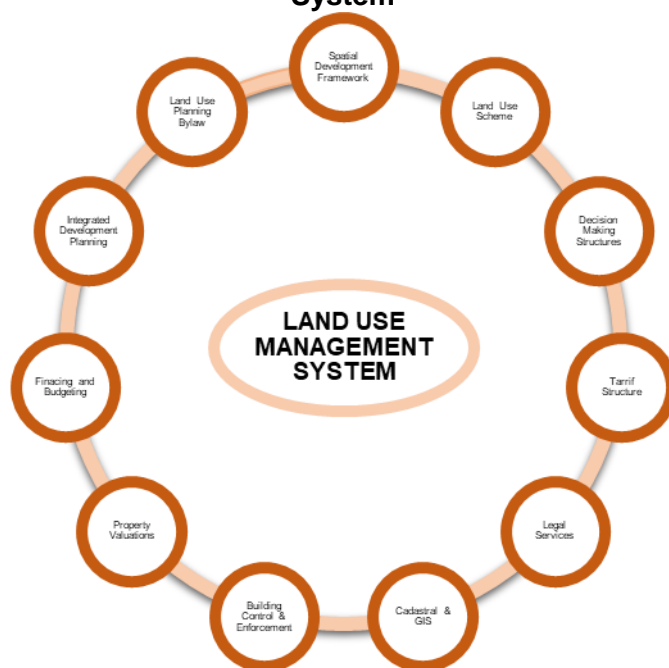 System
Spatial
Development
Framework
Land Use
Scheme
Decision
Making
Structures
Tarrif
Structure
Legal
Services
Cadastral &
GIS
Building
Control &
Enforcement
Property
Valuations
Finacing and
Budgeting
Integrated
Development
Planning
Land Use
Planning
Bylaw
LAND USE
MANAGEMENT
SYSTEM